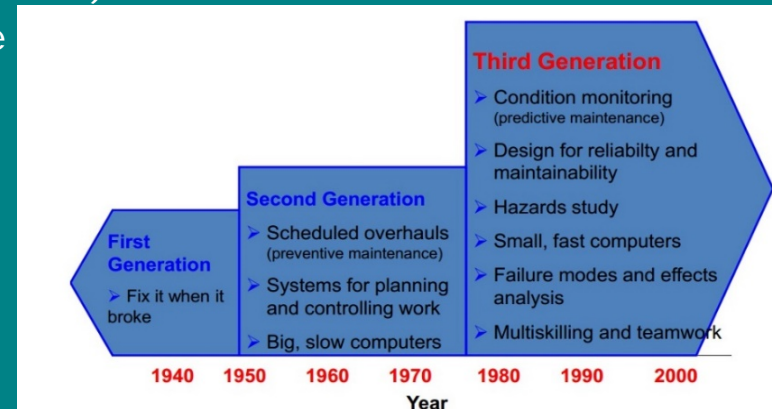 First
Generation
➢ Fix it when it
broke
Second Generation
➢ Scheduled overhauls
(preventive maintenance)
➢ Systems for planning
and controlling work
➢ Big, slow computers
Third Generation
➢ Condition monitoring
(predictive maintenance)
➢ Design for reliabilty and
maintainability
➢ Hazards study
➢ Small, fast computers
➢ Failure modes and effects
analysis
➢ Multiskilling and teamwork
1940 1950 1960 1970 1980 1990 2000
Year